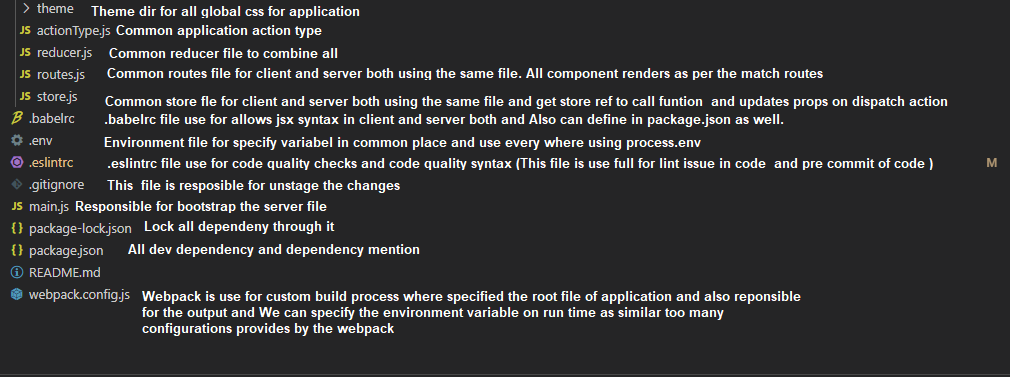 theme Theme dir for all global css for application
JS actionType.js Common application action type
JS reducer.js Common reducer file to combine all
JS routes.js Common routes file for client and server both using the same file. All component renders as per the match routes
JS store.js Common store fle for client and server both using the same file and get store ref to call funtion and updates props on dispatch action
.babelrc .babelrc file use for allows jsx syntax in client and server both and Also can define in package.json as well.
.env Environment file for specify variabel in common place and use every where using process.env
.eslintrc .eslintrc file use for code quality checks and code quality syntax (This file is use full for lint issue in code and pre commit of code ) M
.gitignore This file is resposible for unstage the changes
JS main.js Responsible for bootstrap the server file
{} package-lock.json Lock all dependeny through it
{} package.json All dev dependency and dependency mention
README.md
webpack.config.js Webpack is use for custom build process where specified the root file of application and also reponsible
for the output and We can specify the environment variable on run time as similar too many
configurations provides by the webpack